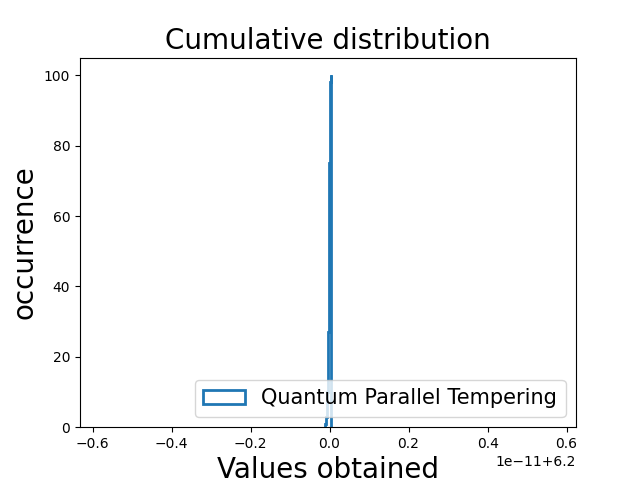 Cumulative distribution
100
80
60
40
20
0
occurrence
Quantum Parallel Tempering
−0.6 −0.4 −0.2 0.0 0.2 0.4 0.6
1e−11+6.2
Values obtained